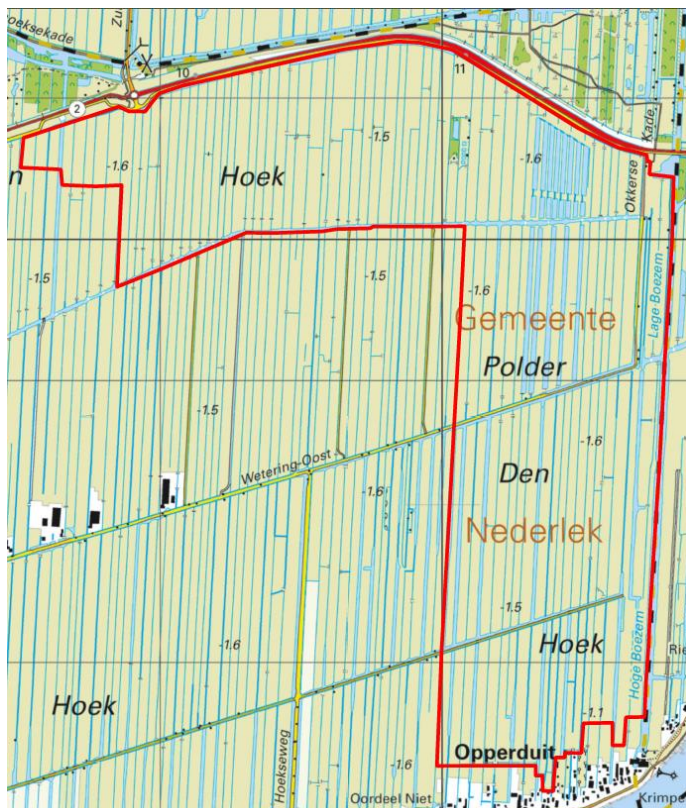 oeksekade
Zu
10
11
2
-1.5
Kade
-1.6
-1.6
n
Hoek
Okkerse
-1.5
-1.5
-1.6
Lage Boezem
Gemeente
Polder
-1.5
-1.6
Wetering-Oost
Den
-1.6
Nederlek
-1.5
-1.6
Hoek
Rie
Hoge Boezem
Hoek
-1.1
Hoekseweg
Opperduit
-1.6
Oordeel Niet
Krimpe